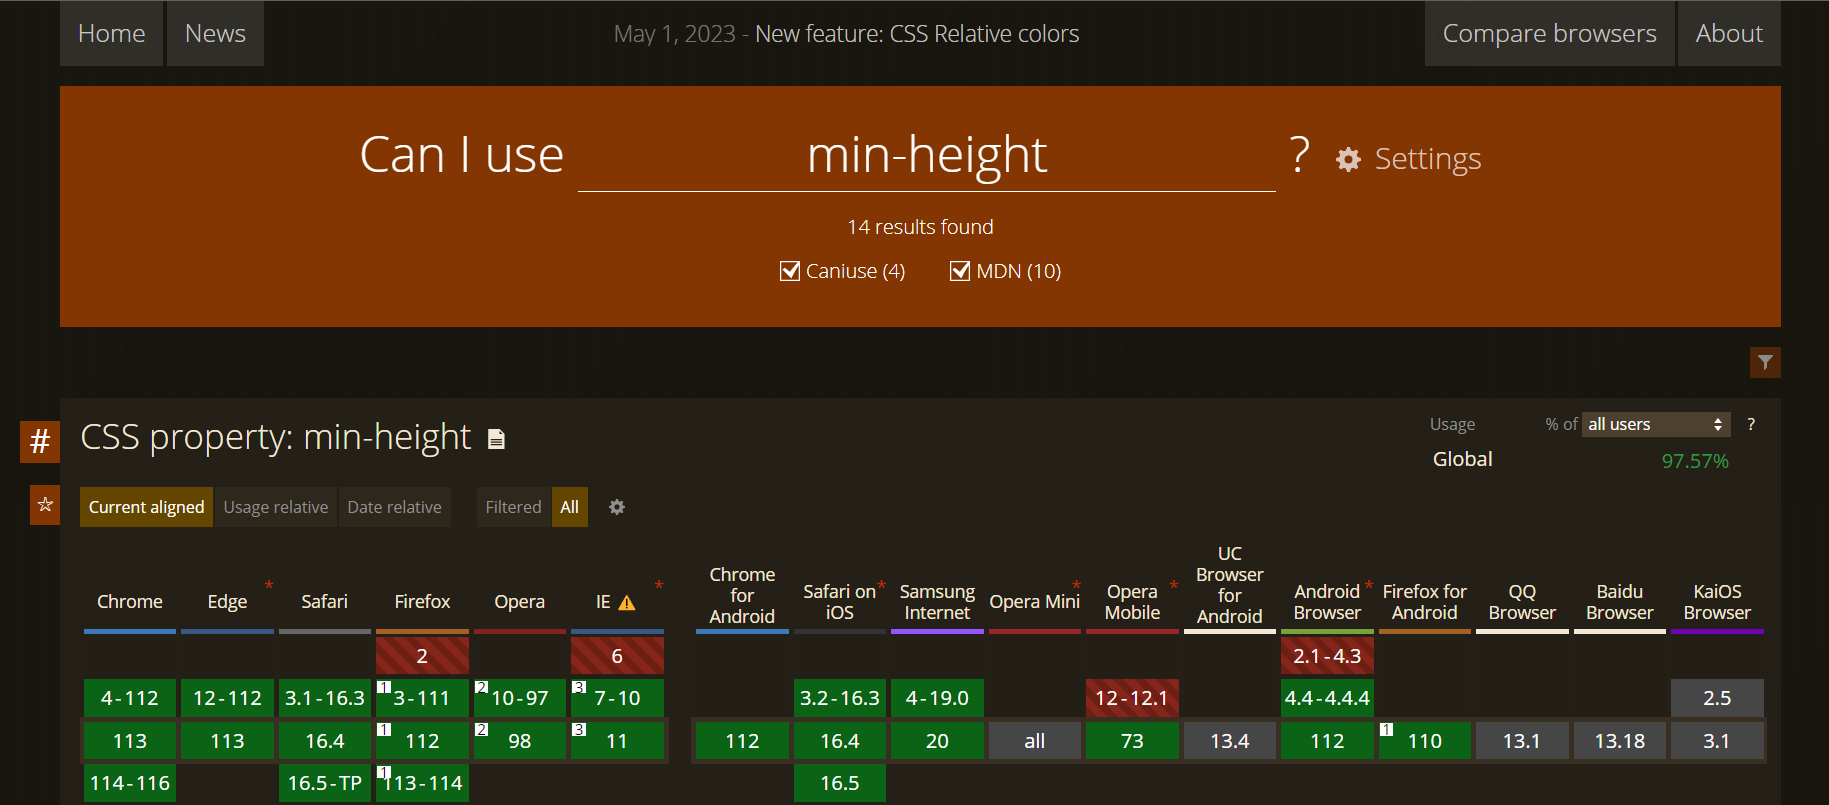 Home News May 1, 2023 - New feature: CSS Relative colors Compare browsers About
Can I use min-height ? Settings
14 results found
Caniuse (4) MDN (10)
# CSS property: min-height
Usage % of all users ?
Global 97.57%
☆ Current aligned Usage relative Date relative Filtered All
Chrome Edge * Safari Firefox Opera IE * Chrome for Android Safari on iOS * Samsung Internet Opera Mini * Opera Mobile * UC Browser for Android Android Browser * Firefox for Android QQ Browser Baidu Browser KaiOS Browser
2 6 2.1-4.3
4-112 12-112 3.1-16.3 1 3-111 2 10-97 3 7-10 3.2-16.3 4-19.0 12-12.1 4.4-4.4.4 2.5
113 113 16.4 1 112 2 98 3 11 112 16.4 20 all 73 13.4 112 1 110 13.1 13.18 3.1
114-116 16.5-TP 1 113-114 16.5